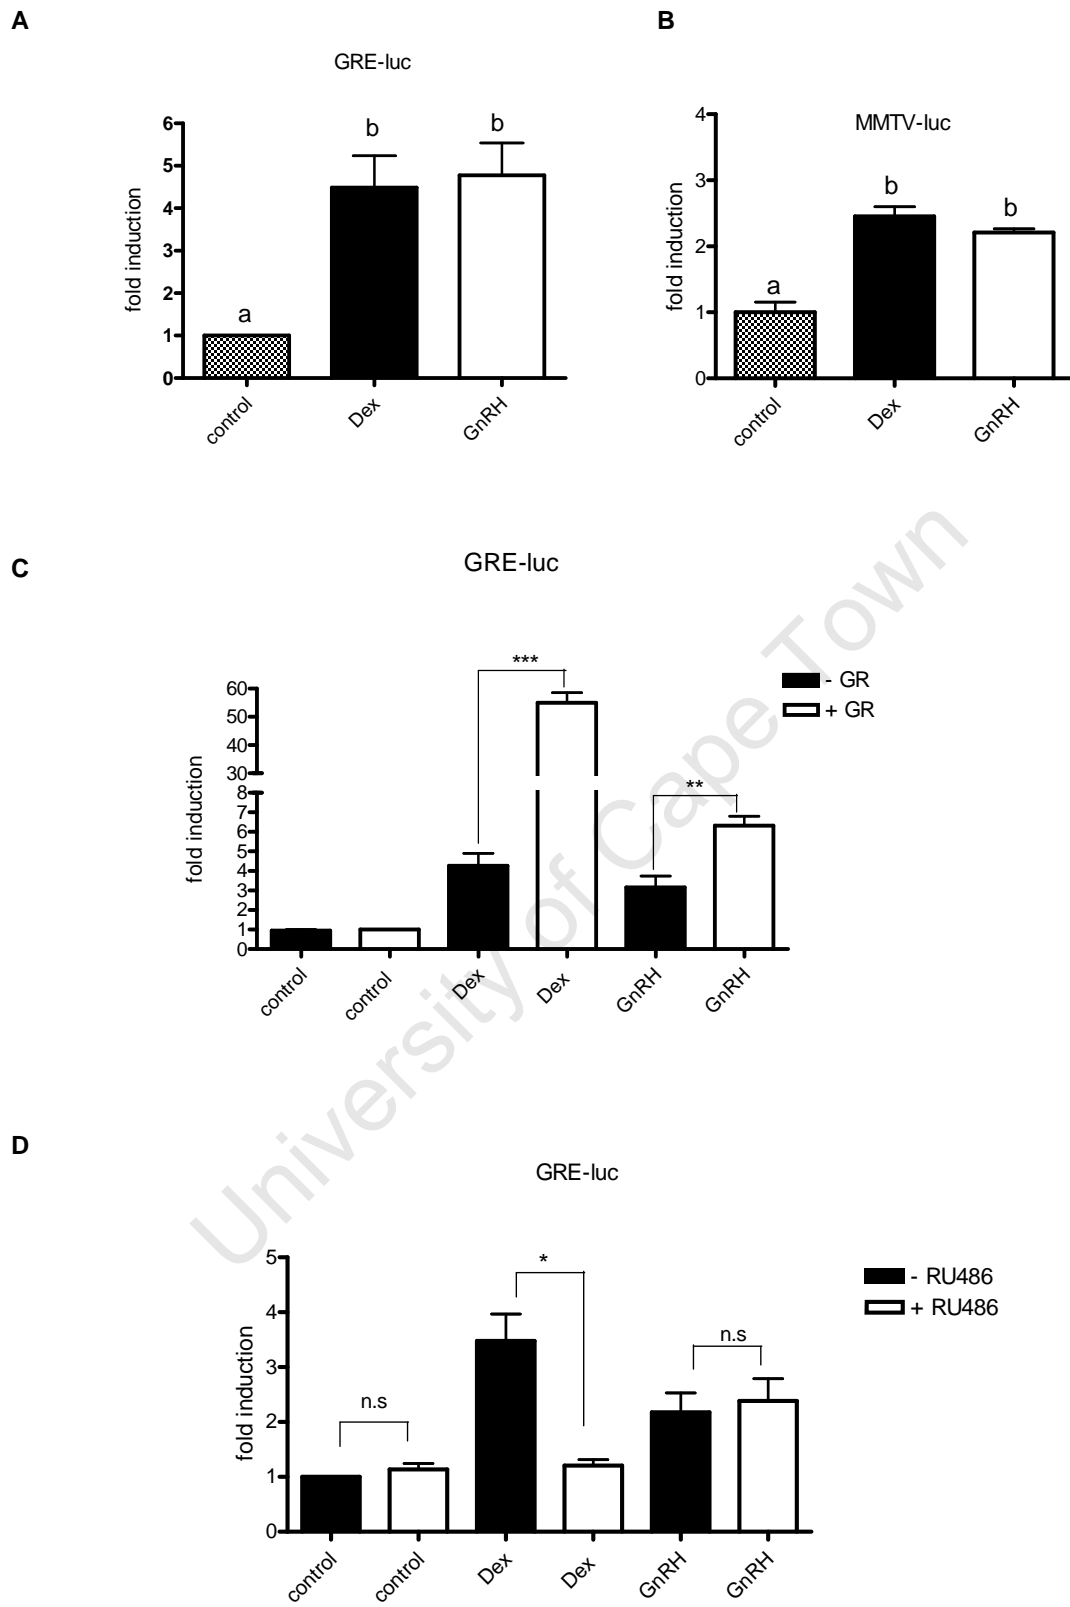 A
B
GRE-luc
MMTV-luc
fold induction
6
5
4
3
2
1
0
a
b
b
control
Dex
GnRH
fold induction
4
3
2
1
0
a
b
b
control
Dex
GnRH
C
GRE-luc
fold induction
60
50
40
30
8
7
6
5
4
3
2
1
0
***
**
- GR
+ GR
control
control
Dex
Dex
GnRH
GnRH
D
GRE-luc
fold induction
5
4
3
2
1
0
n.s
*
n.s
- RU486
+ RU486
control
control
Dex
Dex
GnRH
GnRH
University of Cape Town